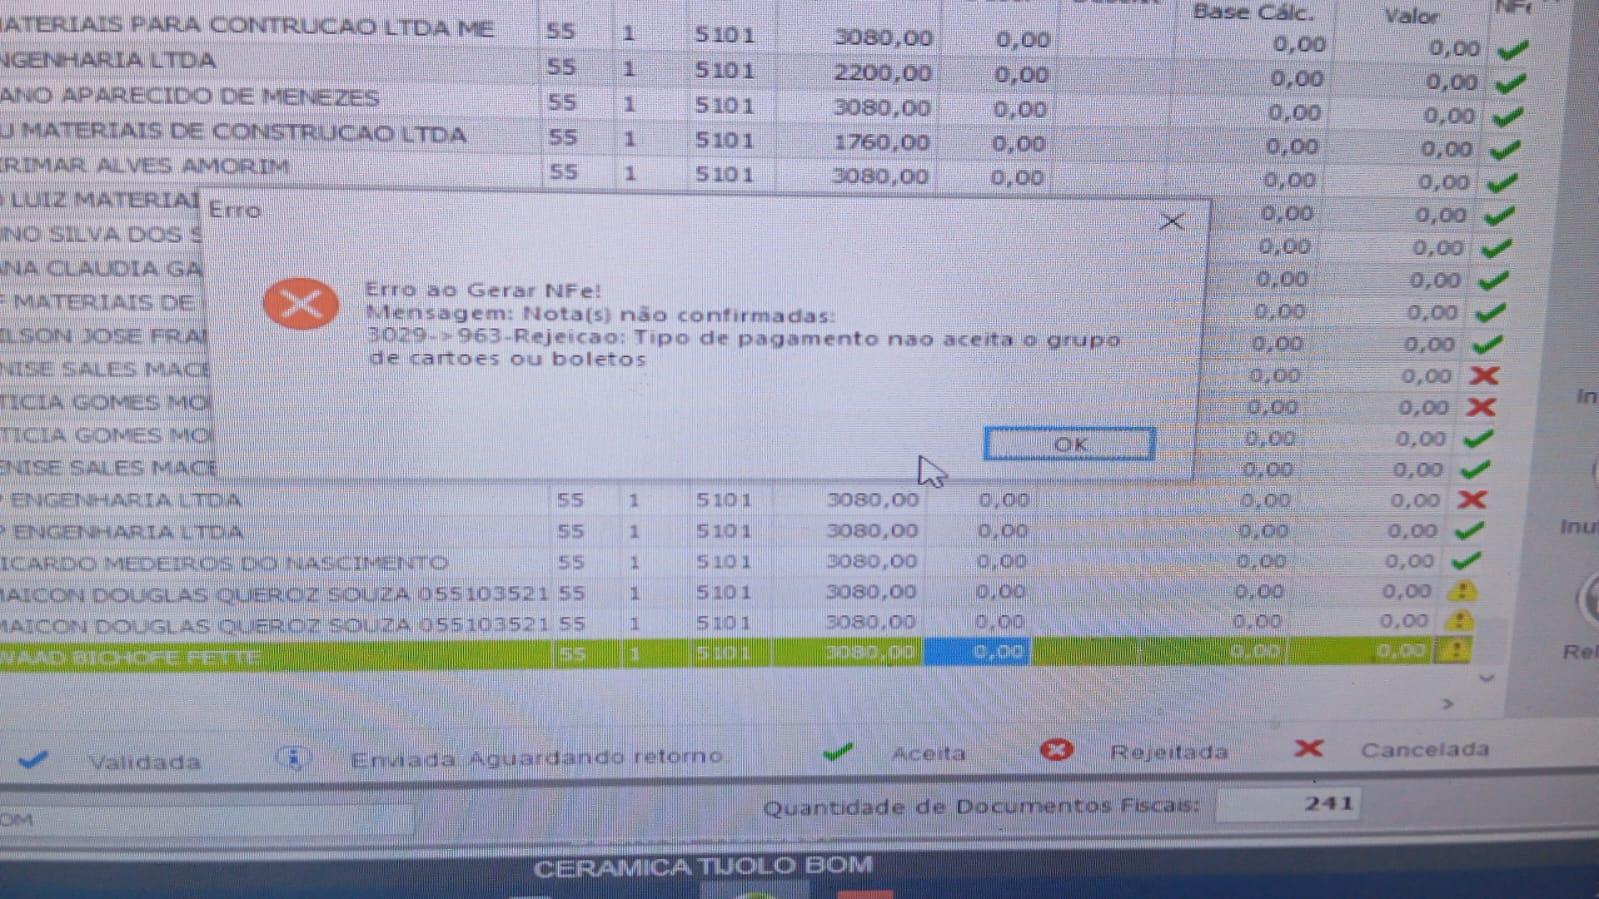 Base Cálc. Valor NFe
MATERIAIS PARA CONTRUCAO LTDA ME 55 1 5101 3080,00 0,00 0,00 0,00
NGENHARIA LTDA 55 1 5101 2200,00 0,00 0,00 0,00
ANO APARECIDO DE MENEZES 55 1 5101 3080,00 0,00 0,00 0,00
U MATERIAIS DE CONSTRUCAO LTDA 55 1 5101 1760,00 0,00 0,00 0,00
RIMAR ALVES AMORIM 55 1 5101 3080,00 0,00 0,00 0,00
LUIZ MATERIAI 0,00 0,00
NO SILVA DOS S 0,00 0,00
NA CLAUDIA GA 0,00 0,00
MATERIAIS DE 0,00 0,00
ILSON JOSE FRA 0,00 0,00
NISE SALES MACE 0,00 0,00
TICIA GOMES MO 0,00 0,00
TICIA GOMES MO 0,00 0,00
ENISE SALES MACE 0,00 0,00
Erro
Erro ao Gerar NFe!
Mensagem: Nota(s) não confirmadas:
3029->963-Rejeicao: Tipo de pagamento nao aceita o grupo
de cartoes ou boletos
OK
P ENGENHARIA LTDA 55 1 5101 3080,00 0,00 0,00 0,00
P ENGENHARIA LTDA 55 1 5101 3080,00 0,00 0,00 0,00
ICARDO MEDEIROS DO NASCIMENTO 55 1 5101 3080,00 0,00 0,00 0,00
MAICON DOUGLAS QUEROZ SOUZA 055103521 55 1 5101 3080,00 0,00 0,00 0,00
MAICON DOUGLAS QUEROZ SOUZA 055103521 55 1 5101 3080,00 0,00 0,00 0,00
WAAD BICHOFE FETTE 55 1 5101 3080,00 0,00 0,00 0,00
In
Inu
Rel
Validada Enviada Aguardando retorno Aceita Rejeitada Cancelada
OM Quantidade de Documentos Fiscais: 241
CERAMICA TIJOLO BOM